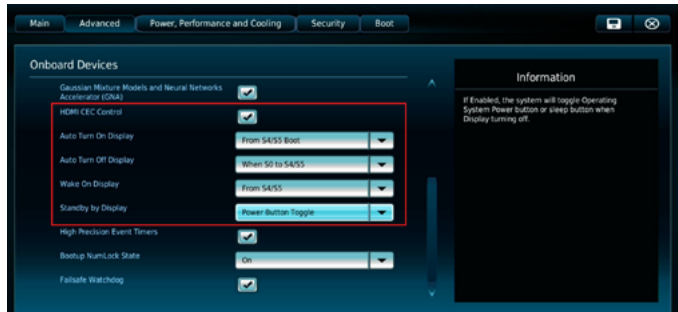 Main Advanced Power, Performance and Cooling Security Boot
Onboard Devices
Gaussian Mixture Models and Neural Networks
Accelerator (GNA)
HDMI CEC Control
Auto Turn On Display From S4/S5 Boot
Auto Turn Off Display When S0 to S4/S5
Wake On Display From S4/S5
Standby by Display Power Button Toggle
High Precision Event Timers
Bootup NumLock State On
Failsafe Watchdog
Information
If Enabled, the system will toggle Operating
System Power button or sleep button when
Display turning off.